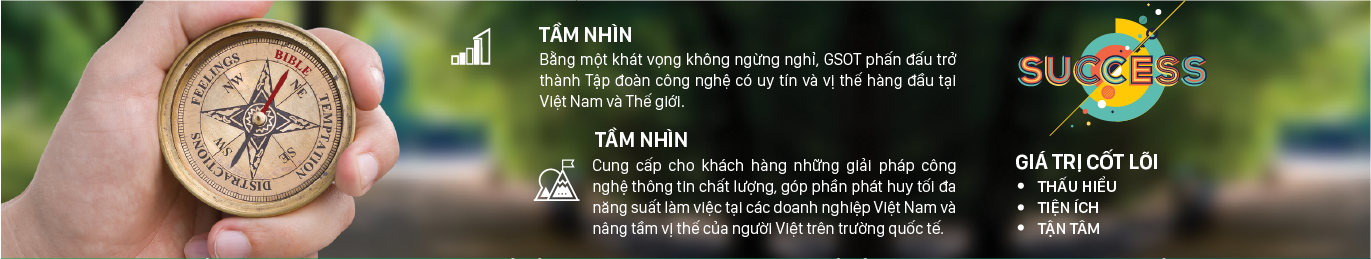 FEELINGS
BIBLE
TEMPTATION
DISTRACTIONS
NW
NE
SW
SE
TẦM NHÌN
Bằng một khát vọng không ngừng nghỉ, GSOT phấn đấu trở
thành Tập đoàn công nghệ có uy tín và vị thế hàng đầu tại
Việt Nam và Thế giới.
TẦM NHÌN
Cung cấp cho khách hàng những giải pháp công
nghệ thông tIn chất lượng, góp phần phát huy tối đa
năng suất làm việc tại các doanh nghiệp Việt Nam và
nâng tầm vị thế của người Việt trên trường quốc tế.
SUCCESS
GIÁ TRỊ CỐT LÕI
• THẤU HIỂU
• TIỆN ÍCH
• TẬN TÂM